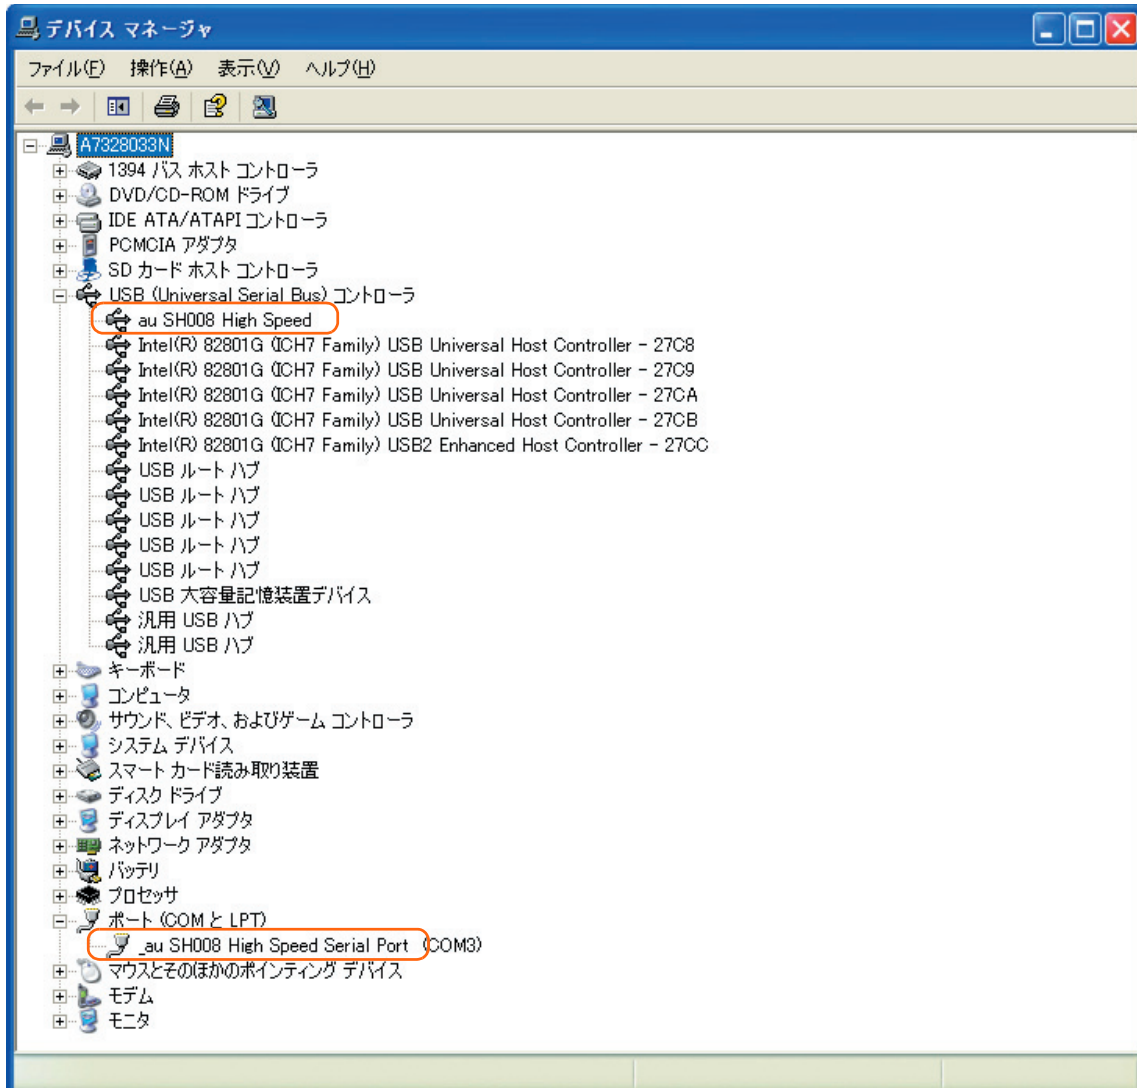 デバイス マネージャ
ファイル(F) 操作(A) 表示(V) ヘルプ(H)
A7328033N
1394 バス ホスト コントローラ
DVD/CD-ROM ドライブ
IDE ATA/ATAPI コントローラ
PCMCIA アダプタ
SD カード ホスト コントローラ
USB (Universal Serial Bus) コントローラ
au SH008 High Speed
Intel(R) 82801G (ICH7 Family) USB Universal Host Controller - 27C8
Intel(R) 82801G (ICH7 Family) USB Universal Host Controller - 27C9
Intel(R) 82801G (ICH7 Family) USB Universal Host Controller - 27CA
Intel(R) 82801G (ICH7 Family) USB Universal Host Controller - 27CB
Intel(R) 82801G (ICH7 Family) USB2 Enhanced Host Controller - 27CC
USB ルート ハブ
USB ルート ハブ
USB ルート ハブ
USB ルート ハブ
USB ルート ハブ
USB 大容量記憶装置デバイス
汎用 USB ハブ
汎用 USB ハブ
キーボード
コンピュータ
サウンド、ビデオ、およびゲーム コントローラ
システム デバイス
スマート カード読み取り装置
ディスク ドライブ
ディスプレイ アダプタ
ネットワーク アダプタ
バッテリ
プロセッサ
ポート (COM と LPT)
_au SH008 High Speed Serial Port (COM3)
マウスとそのほかのポインティング デバイス
モデム
モニタ